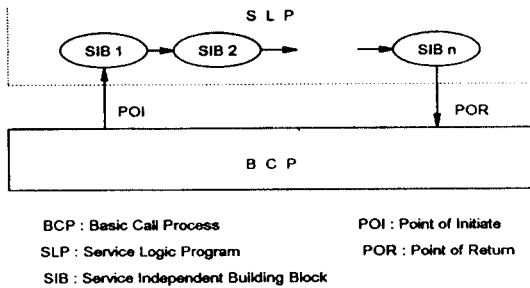 S L P
SIB 1 SIB 2 SIB n
POI POR
B C P
BCP : Basic Call Process POI : Point of Initiate
SLP : Service Logic Program POR : Point of Return
SIB : Service Independent Building Block